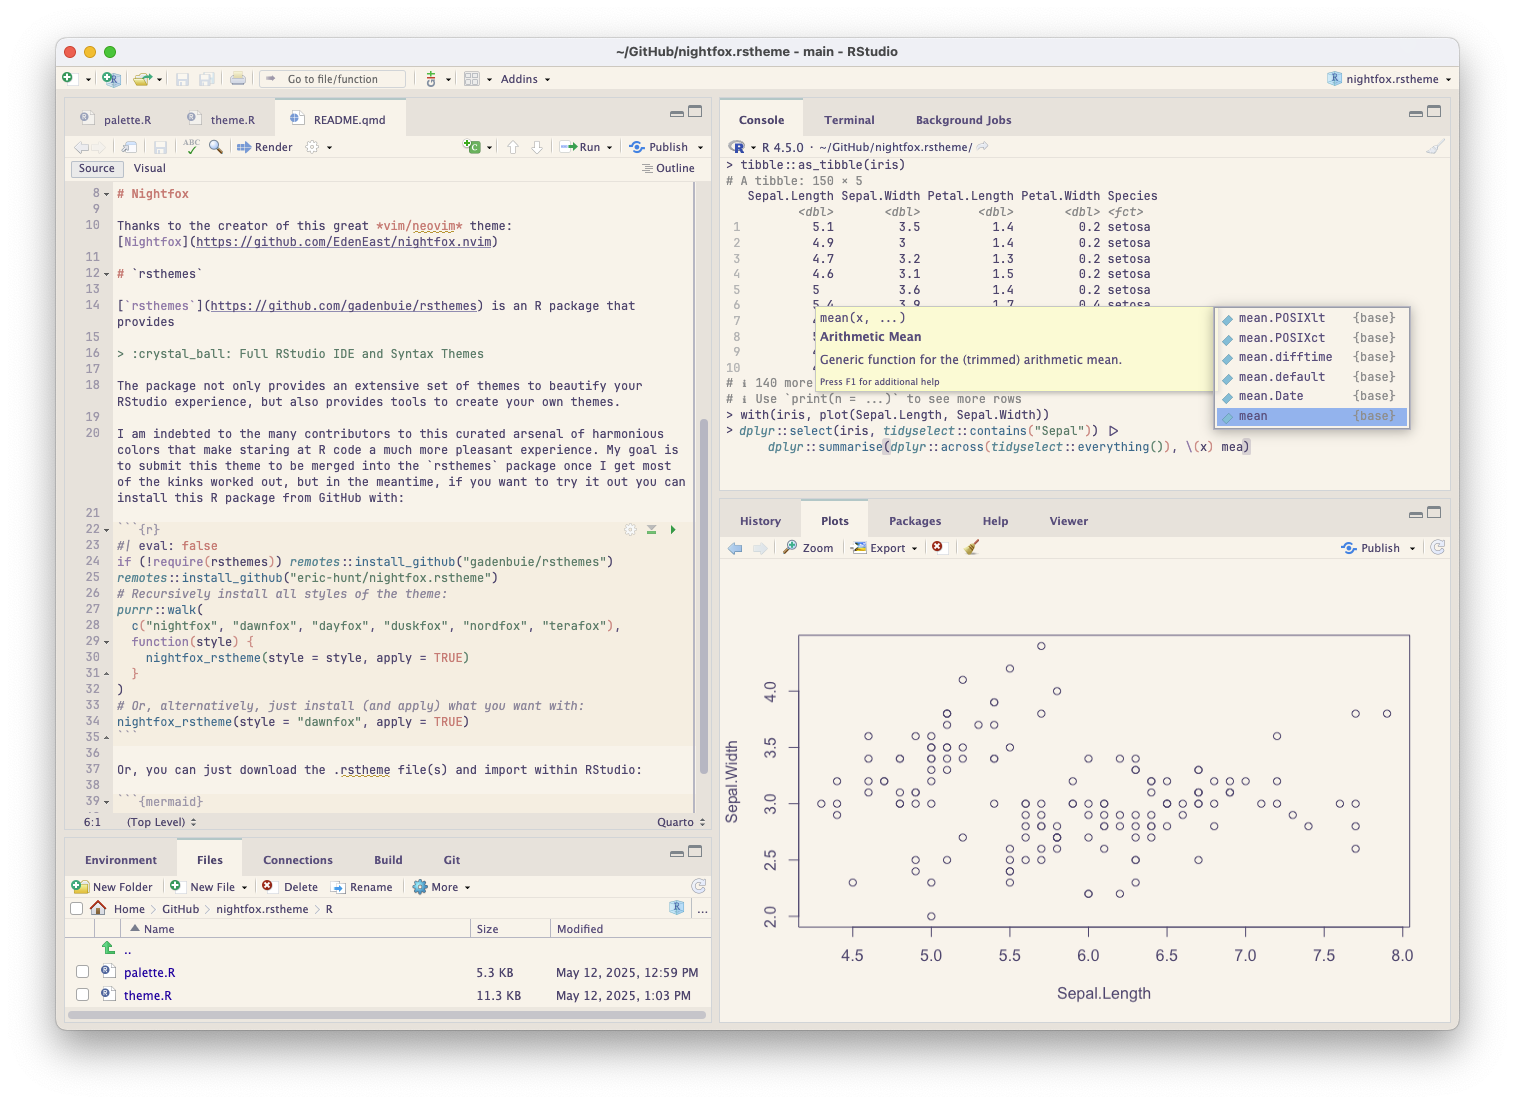 ~/GitHub/nightfox.rstheme - main - RStudio
Go to file/function
Addins
nightfox.rstheme
palette.R
theme.R
README.qmd
ABC
Render
Run
Publish
Source
Visual
Outline
8
# Nightfox
9
10
Thanks to the creator of this great *vim/neovim* theme:
[Nightfox](https://github.com/EdenEast/nightfox.nvim)
11
12
# `rsthemes`
13
14
[`rsthemes`](https://github.com/gadenbuie/rsthemes) is an R package that
provides
15
16
> :crystal_ball: Full RStudio IDE and Syntax Themes
17
18
The package not only provides an extensive set of themes to beautify your
RStudio experience, but also provides tools to create your own themes.
19
20
I am indebted to the many contributors to this curated arsenal of harmonious
colors that make staring at R code a much more pleasant experience. My goal is
to submit this theme to be merged into the `rsthemes` package once I get most
of the kinks worked out, but in the meantime, if you want to try it out you can
install this R package from GitHub with:
21
22
```{r}
23
#| eval: false
24
if (!require(rsthemes)) remotes::install_github("gadenbuie/rsthemes")
25
remotes::install_github("eric-hunt/nightfox.rstheme")
26
# Recursively install all styles of the theme:
27
purrr::walk(
28
c("nightfox", "dawnfox", "dayfox", "duskfox", "nordfox", "terafox"),
29
function(style) {
30
nightfox_rstheme(style = style, apply = TRUE)
31
}
32
)
33
# Or, alternatively, just install (and apply) what you want with:
34
nightfox_rstheme(style = "dawnfox", apply = TRUE)
35
```
36
37
Or, you can just download the .rstheme file(s) and import within RStudio:
38
39
```{mermaid}
6:1
(Top Level)
Quarto
Environment
Files
Connections
Build
Git
New Folder
New File
Delete
Rename
More
Home
GitHub
nightfox.rstheme
R
...
Name
Size
Modified
..
palette.R
5.3 KB
May 12, 2025, 12:59 PM
theme.R
11.3 KB
May 12, 2025, 1:03 PM
Console
Terminal
Background Jobs
R 4.5.0 · ~/GitHub/nightfox.rstheme/
> tibble::as_tibble(iris)
# A tibble: 150 × 5
Sepal.Length Sepal.Width Petal.Length Petal.Width Species
<dbl> <dbl> <dbl> <dbl> <fct>
1 5.1 3.5 1.4 0.2 setosa
2 4.9 3 1.4 0.2 setosa
3 4.7 3.2 1.3 0.2 setosa
4 4.6 3.1 1.5 0.2 setosa
5 5 3.6 1.4 0.2 setosa
6 5.4 3.9 1.7 0.4 setosa
7
8
9
10
# ℹ 140 more
# ℹ Use `print(n = ...)` to see more rows
> with(iris, plot(Sepal.Length, Sepal.Width))
> dplyr::select(iris, tidyselect::contains("Sepal")) |>
dplyr::summarise(dplyr::across(tidyselect::everything()), \(x) mea)
mean(x, ...)
Arithmetic Mean
Generic function for the (trimmed) arithmetic mean.
Press F1 for additional help
mean.POSIXlt {base}
mean.POSIXct {base}
mean.difftime {base}
mean.default {base}
mean.Date {base}
mean {base}
History
Plots
Packages
Help
Viewer
Zoom
Export
Publish
Sepal.Width
4.0
3.5
3.0
2.5
2.0
4.5
5.0
5.5
6.0
6.5
7.0
7.5
8.0
Sepal.Length